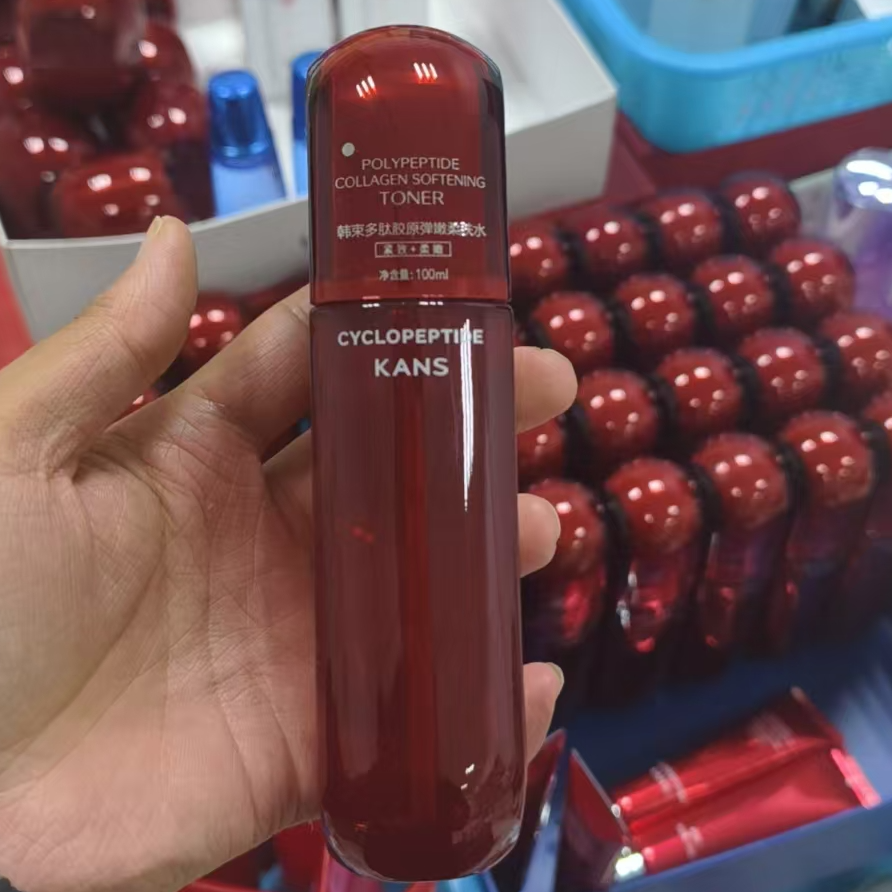 POLYPEPTIDE
COLLAGEN SOFTENING
TONER
韩束多肽胶原弹嫩柔肤水
紧致+柔嫩
净含量:100ml
CYCLOPEPTIDE
KANS